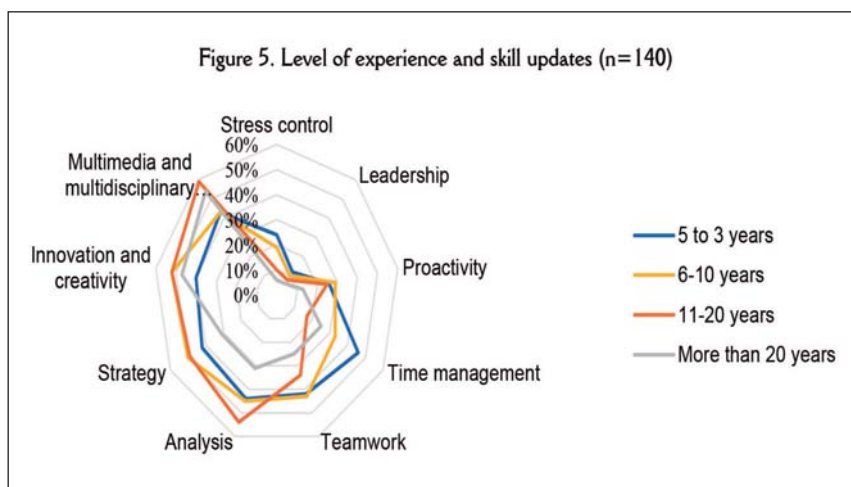 Figure 5. Level of experience and skill updates (n=140)
Stress control
60%
50%
40%
30%
20%
10%
0%
Leadership
Proactivity
Time management
Teamwork
Analysis
Strategy
Innovation and
creativity
Multimedia and
multidisciplinary...
5 to 3 years
6-10 years
11-20 years
More than 20 years